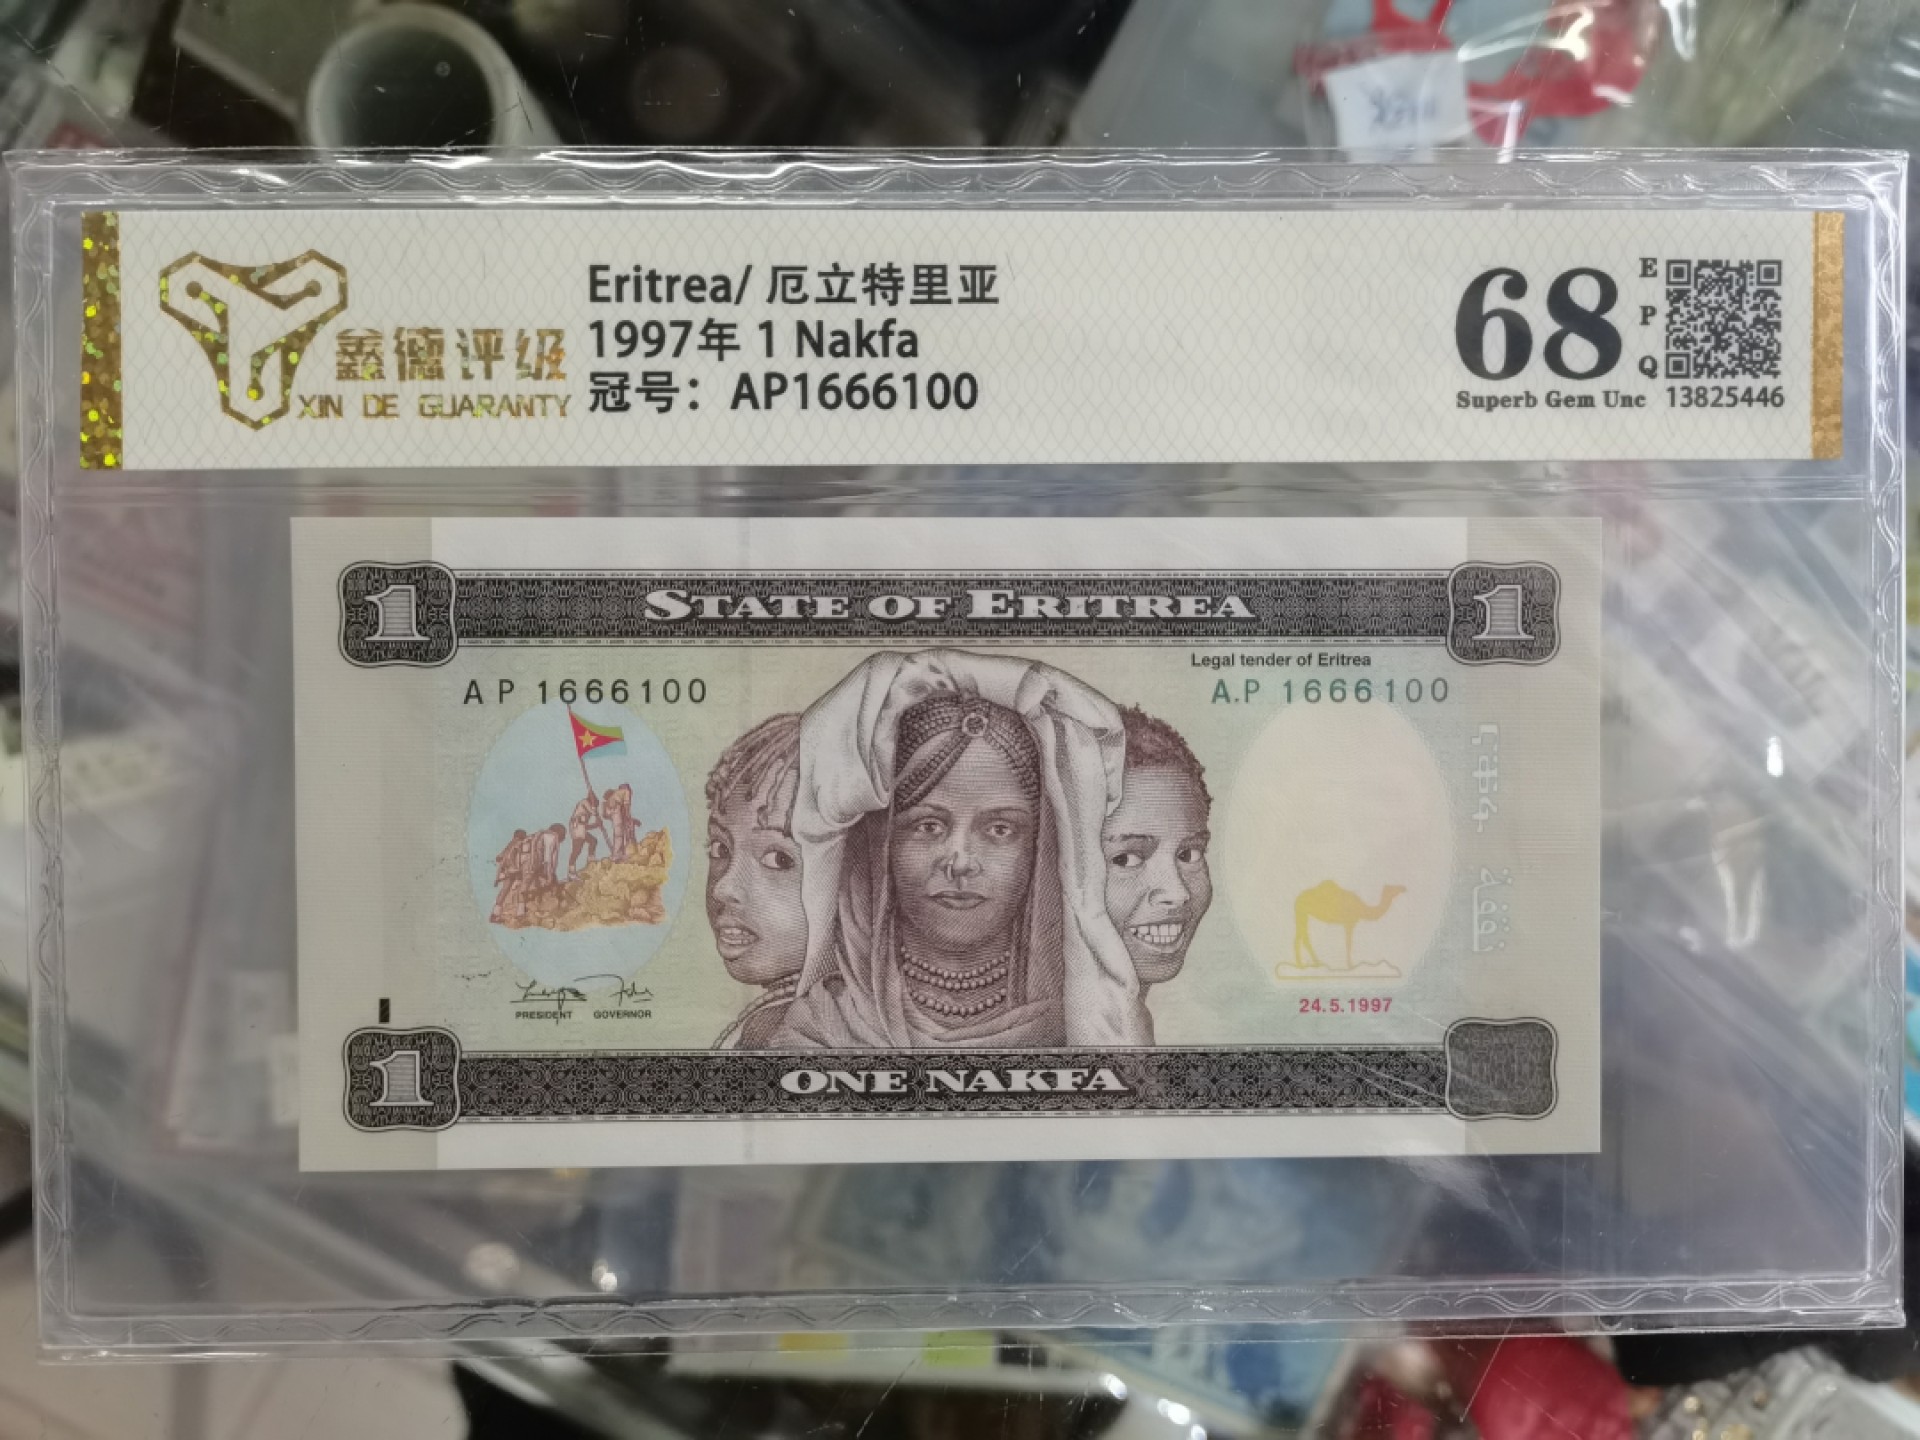 Eritrea/ 厄立特里亚
1997年 1 Nakfa
冠号：AP1666100
鑫德评级
XIN DE GUARANTY
68
E
P
Q
Superb Gem Unc
13825446
1
STATE OF ERITREA
1
Legal tender of Eritrea
AP 1666100
A.P 1666100
PRESIDENT
GOVERNOR
24.5.1997
1
ONE NAKFA